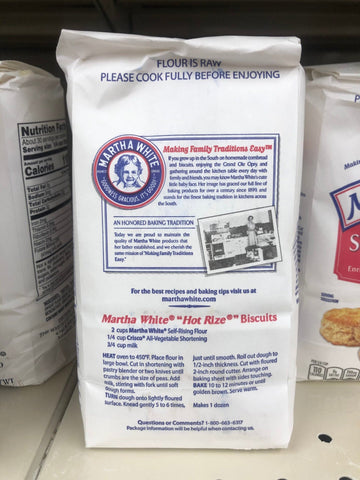 FLOUR IS RAW
PLEASE COOK FULLY BEFORE ENJOYING
MARTHA WHITE
"GOODNESS GRACIOUS, IT'S GOOD!"
Making Family Traditions Easy™
If you grew up in the South on homemade cornbread
and biscuits, enjoying the Grand Ole Opry, and
gathering around the kitchen table every day with
family and friends, you may know Martha White's cute
little baby face. Her image has graced our full line of
baking products for over a century since 1899, and
stands for the finest baking tradition in kitchens across
the South.
AN HONORED BAKING TRADITION
Today we are proud to maintain the
quality of Martha White products that
her father established, and we cherish the
same mission of "Making Family Traditions
Easy."
For the best recipes and baking tips visit us at
marthawhite.com
Martha White® "Hot Rize®" Biscuits
2 cups Martha White® Self-Rising Flour
1/4 cup Crisco® All-Vegetable Shortening
3/4 cup milk
HEAT oven to 450°F. Place flour in
large bowl. Cut in shortening with
pastry blender or two knives until
crumbs are the size of peas. Add
milk, stirring with fork until soft
dough forms.
TURN dough onto lightly floured
surface. Knead gently 5 to 6 times,
just until smooth. Roll out dough to
1/2-inch thickness. Cut with floured
2-inch round cutter. Arrange on
baking sheet with sides touching.
BAKE 10 to 12 minutes or until
golden brown. Serve warm.
Makes 1 dozen
Questions or Comments? 1-800-663-6317
Package information will be helpful when contacting us.
Nutrition Fa
Serving size
Calories
Total Fat
Sodium
Protein